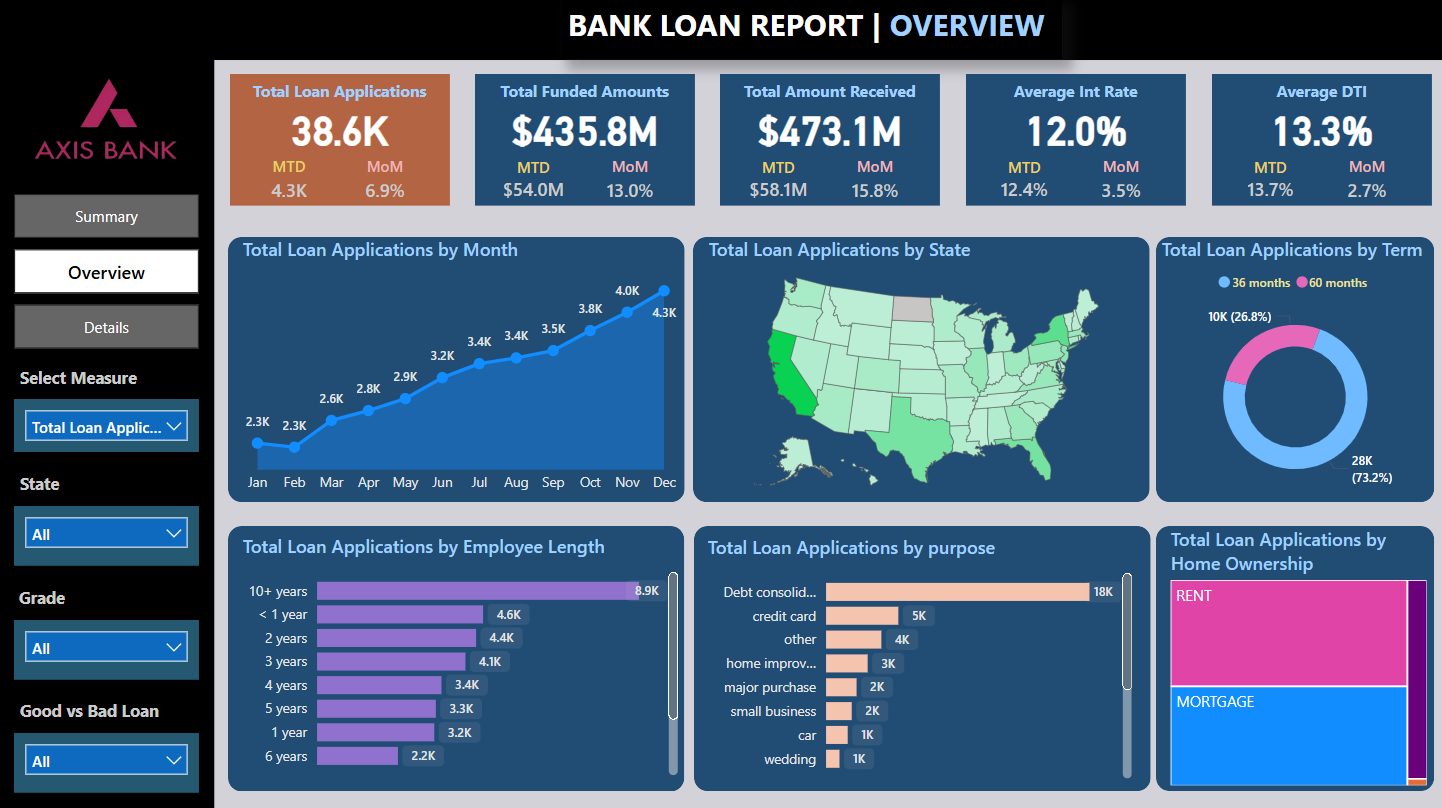 BANK LOAN REPORT | OVERVIEW
AXIS BANK
Summary
Overview
Details
Select Measure
Total Loan Applic...
State
All
Grade
All
Good vs Bad Loan
All
Total Loan Applications
38.6K
MTD MoM
4.3K 6.9%
Total Funded Amounts
$435.8M
MTD MoM
$54.0M 13.0%
Total Amount Received
$473.1M
MTD MoM
$58.1M 15.8%
Average Int Rate
12.0%
MTD MoM
12.4% 3.5%
Average DTI
13.3%
MTD MoM
13.7% 2.7%
Total Loan Applications by Month
2.3K 2.3K 2.6K 2.8K 2.9K 3.2K 3.4K 3.4K 3.5K 3.8K 4.0K 4.3K
Jan Feb Mar Apr May Jun Jul Aug Sep Oct Nov Dec
Total Loan Applications by State
Total Loan Applications by Term
36 months 60 months
10K (26.8%)
28K
(73.2%)
Total Loan Applications by Employee Length
10+ years 8.9K
< 1 year 4.6K
2 years 4.4K
3 years 4.1K
4 years 3.4K
5 years 3.3K
1 year 3.2K
6 years 2.2K
Total Loan Applications by purpose
Debt consolid... 18K
credit card 5K
other 4K
home improv... 3K
major purchase 2K
small business 2K
car 1K
wedding 1K
Total Loan Applications by
Home Ownership
RENT
MORTGAGE